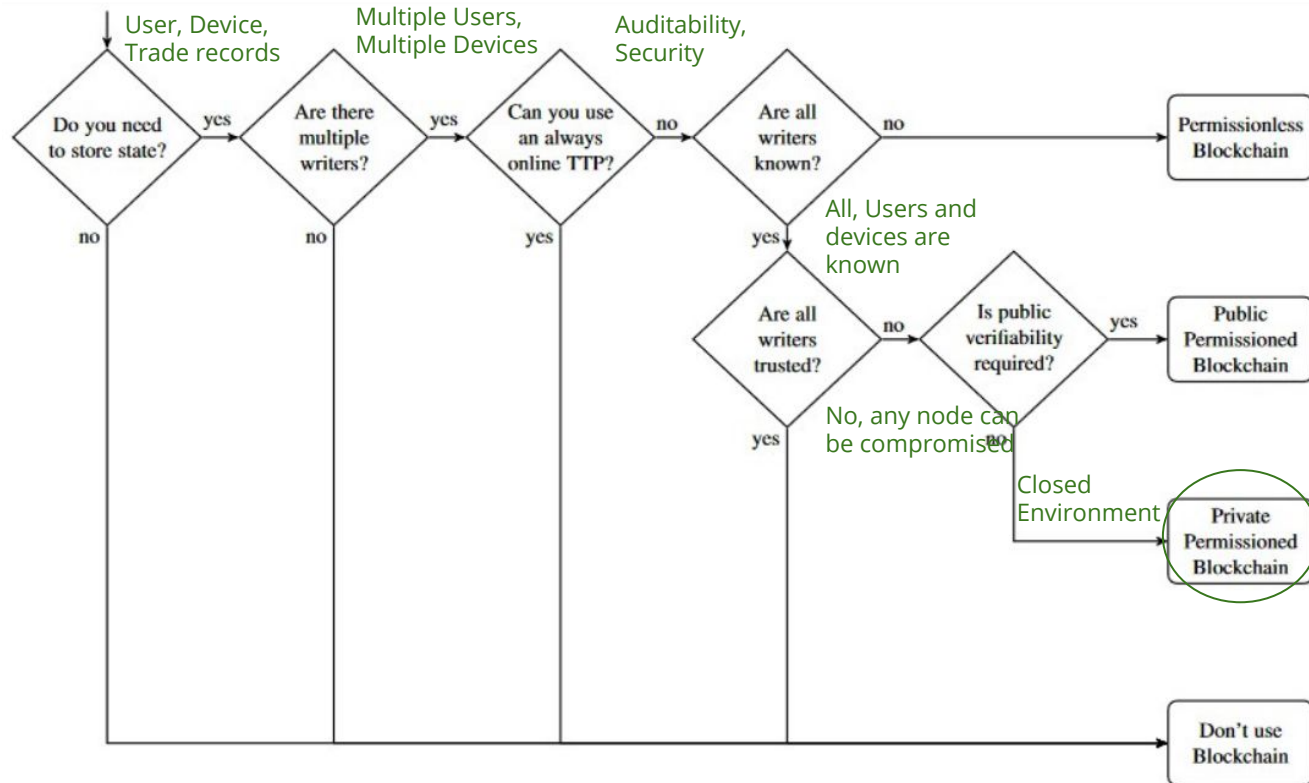 User, Device,
Trade records
Multiple Users,
Multiple Devices
Auditability,
Security
Do you need
to store state?
yes
no
Are there
multiple
writers?
yes
no
Can you use
an always
online TTP?
no
yes
Are all
writers
known?
no
yes
Permissionless
Blockchain
All, Users and
devices are
known
Are all
writers
trusted?
no
yes
No, any node can
be compromised
Is public
verifiability
required?
yes
no
Public
Permissioned
Blockchain
Closed
Environment
Private
Permissioned
Blockchain
Don't use
Blockchain